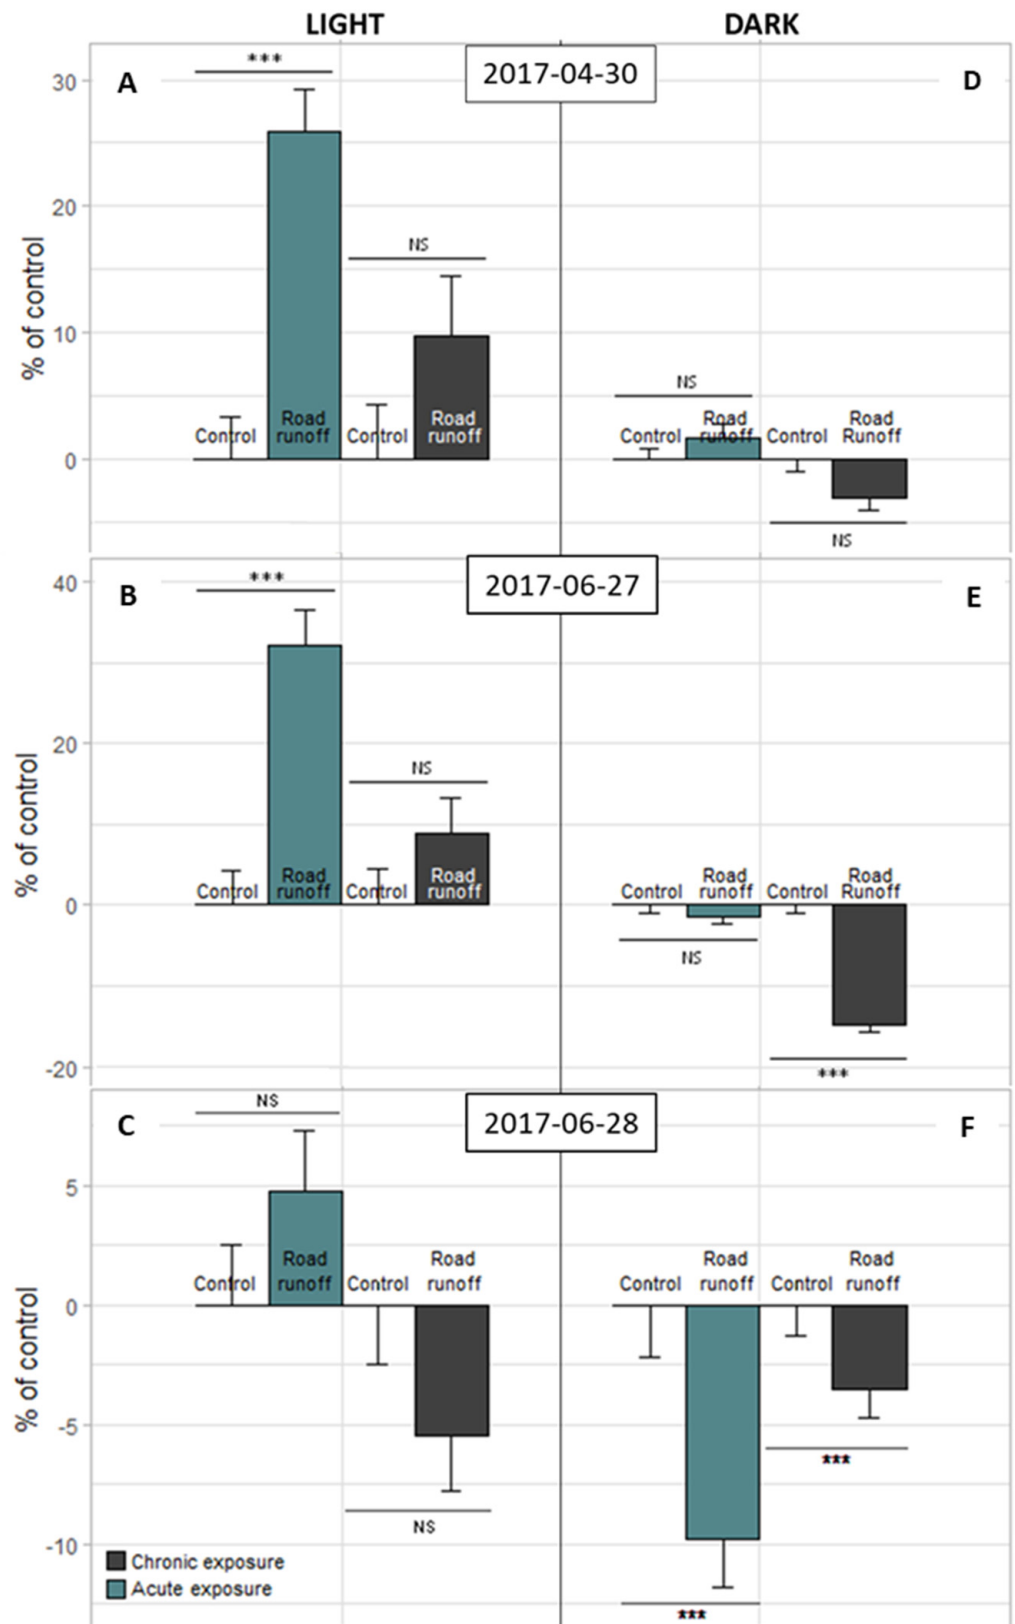 LIGHT DARK
A 2017-04-30 D
***
30
20
10
0
% of control
NS
Control
Road
runoff
Control
Road
runoff
NS
Control
Road
runoff
Control
Road
Runoff
NS
B 2017-06-27 E
***
40
20
0
-20
% of control
NS
Control
Road
runoff
Control
Road
runoff
Control
Road
runoff
Control
Road
Runoff
NS
***
C 2017-06-28 F
NS
5
0
-5
-10
% of control
Control
Road
runoff
Control
Road
runoff
NS
Control
Road
runoff
Control
Road
runoff
***
***
Chronic exposure
Acute exposure